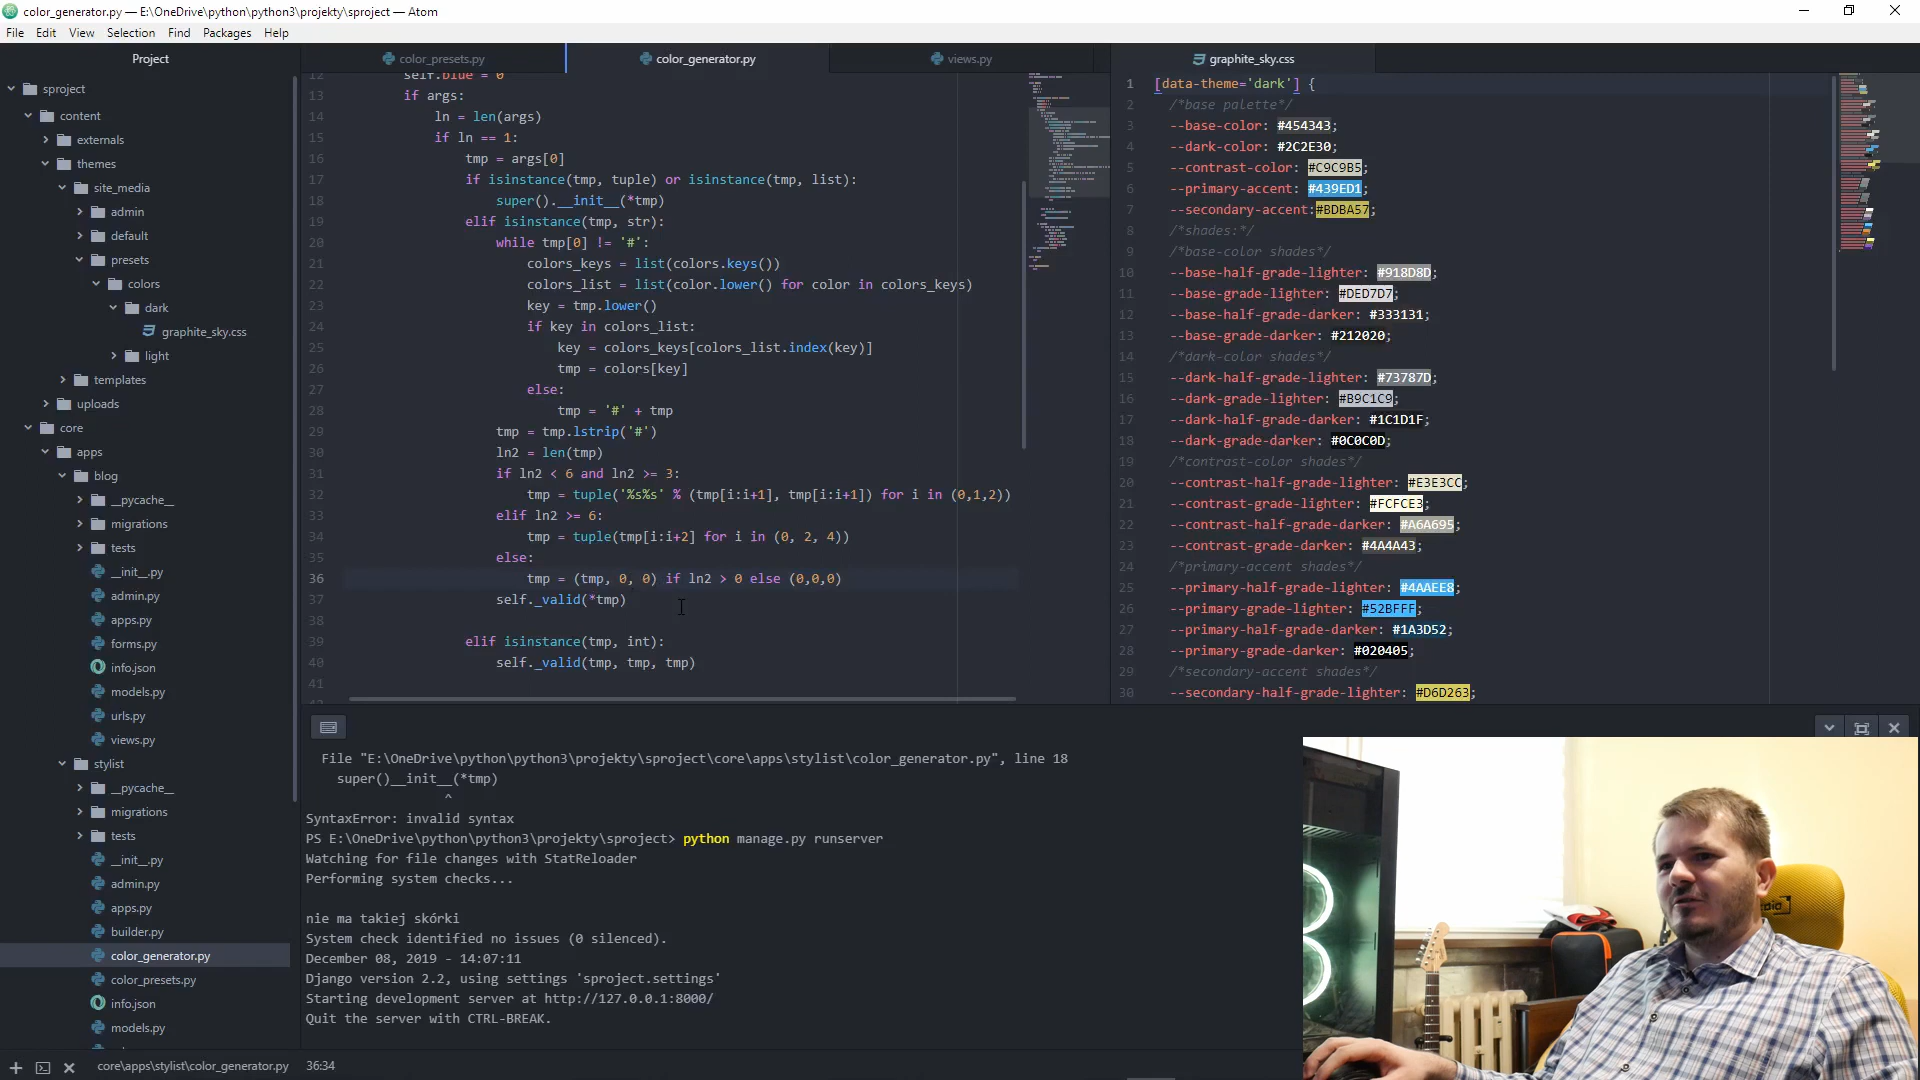 color_generator.py — E:\OneDrive\python\python3\projekty\sproject — Atom
File Edit View Selection Find Packages Help
Project
sproject
content
externals
themes
site_media
admin
default
presets
colors
dark
graphite_sky.css
light
templates
uploads
core
apps
blog
__pycache__
migrations
tests
__init__.py
admin.py
apps.py
forms.py
info.json
models.py
urls.py
views.py
stylist
__pycache__
migrations
tests
__init__.py
admin.py
apps.py
builder.py
color_generator.py
color_presets.py
info.json
models.py
color_presets.py
color_generator.py
views.py
12 self.blue = 0
13 if args:
14 ln = len(args)
15 if ln == 1:
16 tmp = args[0]
17 if isinstance(tmp, tuple) or isinstance(tmp, list):
18 super().__init__(*tmp)
19 elif isinstance(tmp, str):
20 while tmp[0] != '#':
21 colors_keys = list(colors.keys())
22 colors_list = list(color.lower() for color in colors_keys)
23 key = tmp.lower()
24 if key in colors_list:
25 key = colors_keys[colors_list.index(key)]
26 tmp = colors[key]
27 else:
28 tmp = '#' + tmp
29 tmp = tmp.lstrip('#')
30 ln2 = len(tmp)
31 if ln2 < 6 and ln2 >= 3:
32 tmp = tuple('%s%s' % (tmp[i:i+1], tmp[i:i+1]) for i in (0,1,2))
33 elif ln2 >= 6:
34 tmp = tuple(tmp[i:i+2] for i in (0, 2, 4))
35 else:
36 tmp = (tmp, 0, 0) if ln2 > 0 else (0,0,0)
37 self._valid(*tmp)
38
39 elif isinstance(tmp, int):
40 self._valid(tmp, tmp, tmp)
41
graphite_sky.css
1 [data-theme='dark'] {
2 /*base palette*/
3 --base-color: #454343;
4 --dark-color: #2C2E30;
5 --contrast-color: #C9C9B5;
6 --primary-accent: #439ED1;
7 --secondary-accent:#BDBA57;
8 /*shades:*/
9 /*base-color shades*/
10 --base-half-grade-lighter: #918D8D;
11 --base-grade-lighter: #DED7D7;
12 --base-half-grade-darker: #333131;
13 --base-grade-darker: #212020;
14 /*dark-color shades*/
15 --dark-half-grade-lighter: #73787D;
16 --dark-grade-lighter: #B9C1C9;
17 --dark-half-grade-darker: #1C1D1F;
18 --dark-grade-darker: #0C0C0D;
19 /*contrast-color shades*/
20 --contrast-half-grade-lighter: #E3E3CC;
21 --contrast-grade-lighter: #FCFCE3;
22 --contrast-half-grade-darker: #A6A695;
23 --contrast-grade-darker: #4A4A43;
24 /*primary-accent shades*/
25 --primary-half-grade-lighter: #4AAEE8;
26 --primary-grade-lighter: #52BFFF;
27 --primary-half-grade-darker: #1A3D52;
28 --primary-grade-darker: #020405;
29 /*secondary-accent shades*/
30 --secondary-half-grade-lighter: #D6D263;
File "E:\OneDrive\python\python3\projekty\sproject\core\apps\stylist\color_generator.py", line 18
super()__init__(*tmp)
^
SyntaxError: invalid syntax
PS E:\OneDrive\python\python3\projekty\sproject> python manage.py runserver
Watching for file changes with StatReloader
Performing system checks...
nie ma takiej skórki
System check identified no issues (0 silenced).
December 08, 2019 - 14:07:11
Django version 2.2, using settings 'sproject.settings'
Starting development server at http://127.0.0.1:8000/
Quit the server with CTRL-BREAK.
core\apps\stylist\color_generator.py 36:34